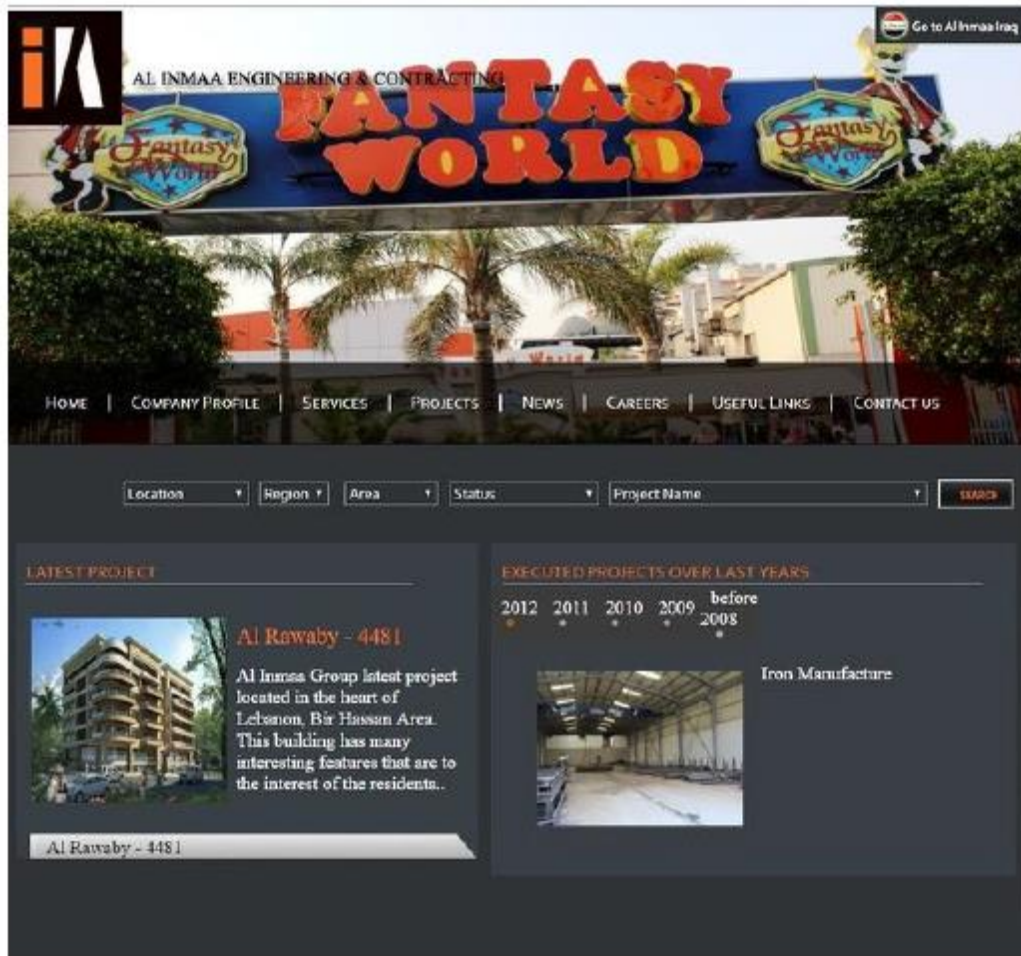 iA
AL INMAA ENGINEERING & CONTRACTING
Go to Al Inmaa Iraq
FANTASY
WORLD
Fantasy
World
Fantasy
World
World
HOME | COMPANY PROFILE | SERVICES | PROJECTS | NEWS | CAREERS | USEFUL LINKS | CONTACT US
Location Region Area Status Project Name SEARCH
LATEST PROJECT
Al Rawaby - 4481
Al Inmaa Group latest project
located in the heart of
Lebanon, Bir Hassan Area.
This building has many
interesting features that are to
the interest of the residents..
Al Rawaby - 4481
EXECUTED PROJECTS OVER LAST YEARS
2012 2011 2010 2009 before
2008
Iron Manufacture